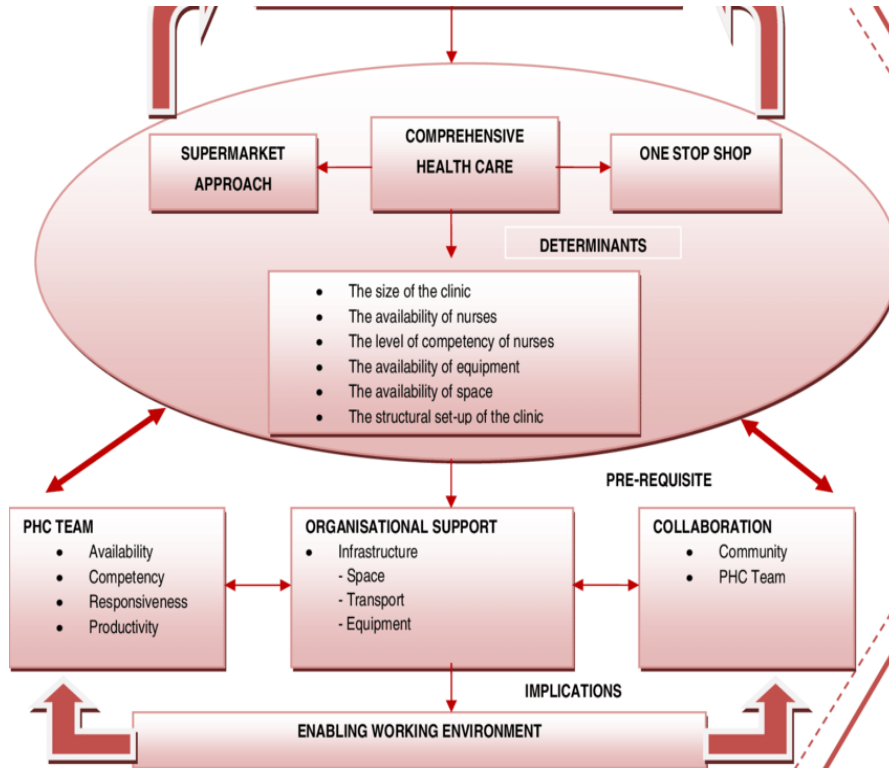 SUPERMARKET
APPROACH
COMPREHENSIVE
HEALTH CARE
ONE STOP SHOP
DETERMINANTS
• The size of the clinic
• The availability of nurses
• The level of competency of nurses
• The availability of equipment
• The availability of space
• The structural set-up of the clinic
PRE-REQUISITE
PHC TEAM
• Availability
• Competency
• Responsiveness
• Productivity
ORGANISATIONAL SUPPORT
• Infrastructure
- Space
- Transport
- Equipment
COLLABORATION
• Community
• PHC Team
IMPLICATIONS
ENABLING WORKING ENVIRONMENT